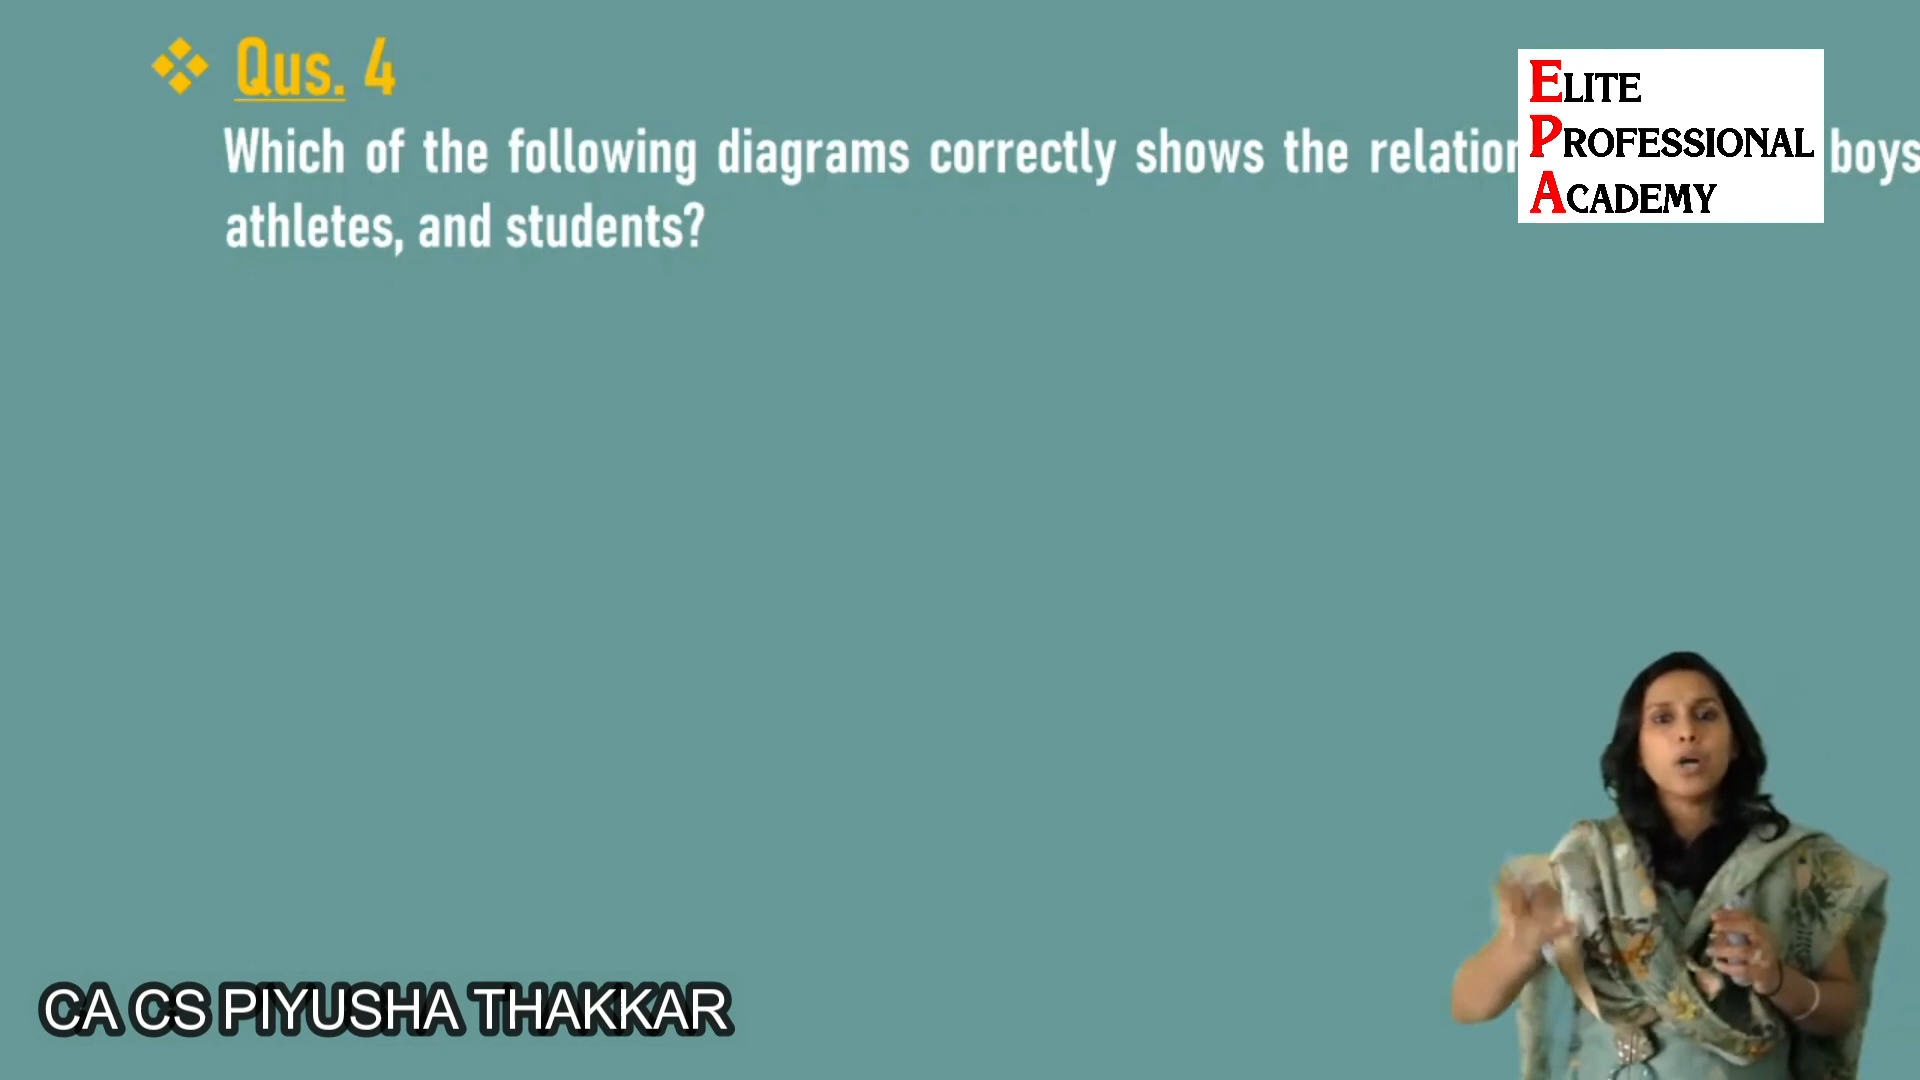 Qus. 4
Which of the following diagrams correctly shows the relation boys
athletes, and students?
ELITE
PROFESSIONAL
ACADEMY
CA CS PIYUSHA THAKKAR